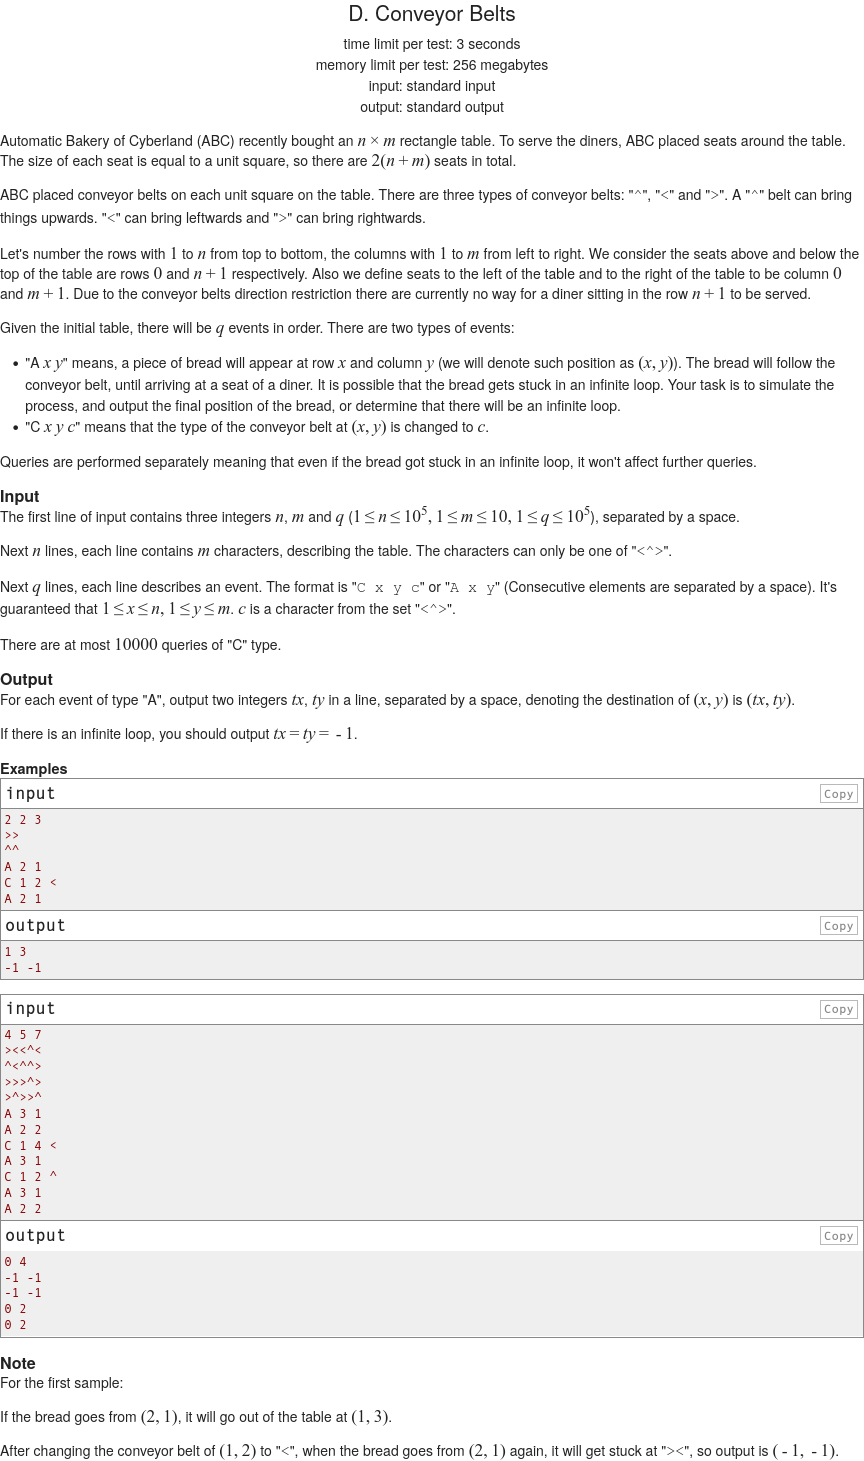 D. Conveyor Belts
time limit per test: 3 seconds
memory limit per test: 256 megabytes
input: standard input
output: standard output
Automatic Bakery of Cyberland (ABC) recently bought an n × m rectangle table. To serve the diners, ABC placed seats around the table.
The size of each seat is equal to a unit square, so there are 2(n + m) seats in total.
ABC placed conveyor belts on each unit square on the table. There are three types of conveyor belts: "^", "<" and ">". A "^" belt can bring
things upwards. "<" can bring leftwards and ">" can bring rightwards.
Let's number the rows with 1 to n from top to bottom, the columns with 1 to m from left to right. We consider the seats above and below the
top of the table are rows 0 and n + 1 respectively. Also we define seats to the left of the table and to the right of the table to be column 0
and m + 1. Due to the conveyor belts direction restriction there are currently no way for a diner sitting in the row n + 1 to be served.
Given the initial table, there will be q events in order. There are two types of events:
• "A x y" means, a piece of bread will appear at row x and column y (we will denote such position as (x, y)). The bread will follow the
conveyor belt, until arriving at a seat of a diner. It is possible that the bread gets stuck in an infinite loop. Your task is to simulate the
process, and output the final position of the bread, or determine that there will be an infinite loop.
• "C x y c" means that the type of the conveyor belt at (x, y) is changed to c.
Queries are performed separately meaning that even if the bread got stuck in an infinite loop, it won't affect further queries.
Input
The first line of input contains three integers n, m and q (1 ≤ n ≤ 10⁵, 1 ≤ m ≤ 10, 1 ≤ q ≤ 10⁵), separated by a space.
Next n lines, each line contains m characters, describing the table. The characters can only be one of "<^>".
Next q lines, each line describes an event. The format is "C x y c" or "A x y" (Consecutive elements are separated by a space). It's
guaranteed that 1 ≤ x ≤ n, 1 ≤ y ≤ m. c is a character from the set "<^>".
There are at most 10000 queries of "C" type.
Output
For each event of type "A", output two integers tx, ty in a line, separated by a space, denoting the destination of (x, y) is (tx, ty).
If there is an infinite loop, you should output tx = ty = - 1.
Examples
input
Copy
2 2 3
>>
^^
A 2 1
C 1 2 <
A 2 1
output
Copy
1 3
-1 -1
input
Copy
4 5 7
><<^<
^<^^>
>>>^>
>^>>^
A 3 1
A 2 2
C 1 4 <
A 3 1
C 1 2 ^
A 3 1
A 2 2
output
Copy
0 4
-1 -1
-1 -1
0 2
0 2
Note
For the first sample:
If the bread goes from (2, 1), it will go out of the table at (1, 3).
After changing the conveyor belt of (1, 2) to "<", when the bread goes from (2, 1) again, it will get stuck at "><", so output is ( - 1, - 1).